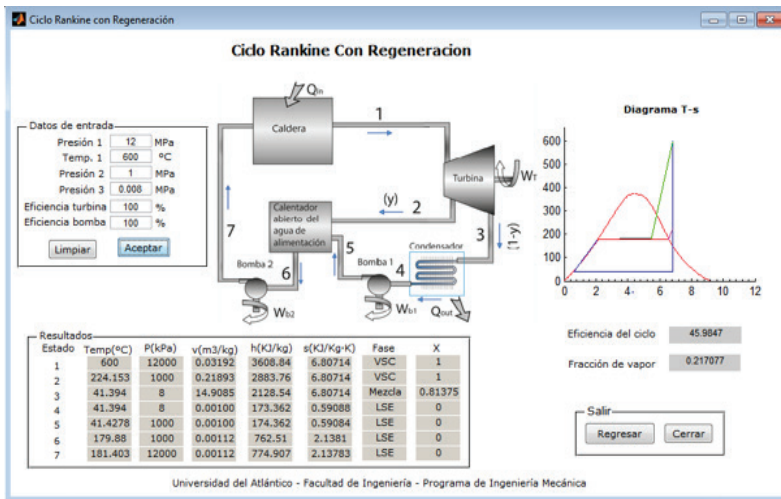 Ciclo Rankine con Regeneración
Ciclo Rankine Con Regeneracion
Datos de entrada
Presión 1 12 MPa
Temp. 1 600 ºC
Presión 2 1 MPa
Presión 3 0.008 MPa
Eficiencia turbina 100 %
Eficiencia bomba 100 %
Limpiar Aceptar
Qin
Caldera
1
Turbina
WT
(y)
2
Calentador
abierto del
agua de
alimentación
7
5
3
(1-y)
Condensador
6
Bomba 2
Bomba 1
4
Wb2
Wb1
Qout
Diagrama T-s
600
500
400
300
200
100
0
0 2 4 6 8 10 12
Resultados
Estado Temp(ºC) P(kPa) v(m3/kg) h(KJ/kg) s(KJ/Kg·K) Fase X
1 600 12000 0.03192 3608.84 6.80714 VSC 1
2 224.153 1000 0.21893 2883.76 6.80714 VSC 1
3 41.394 8 14.9085 2128.54 6.80714 Mezcla 0.81375
4 41.394 8 0.00100 173.362 0.59088 LSE 0
5 41.4278 1000 0.00100 174.362 0.59084 LSE 0
6 179.88 1000 0.00112 762.51 2.1381 LSE 0
7 181.403 12000 0.00112 774.907 2.13783 LSE 0
Eficiencia del ciclo 45.9847
Fracción de vapor 0.217077
Salir
Regresar Cerrar
Universidad del Atlántico - Facultad de Ingeniería - Programa de Ingeniería Mecánica